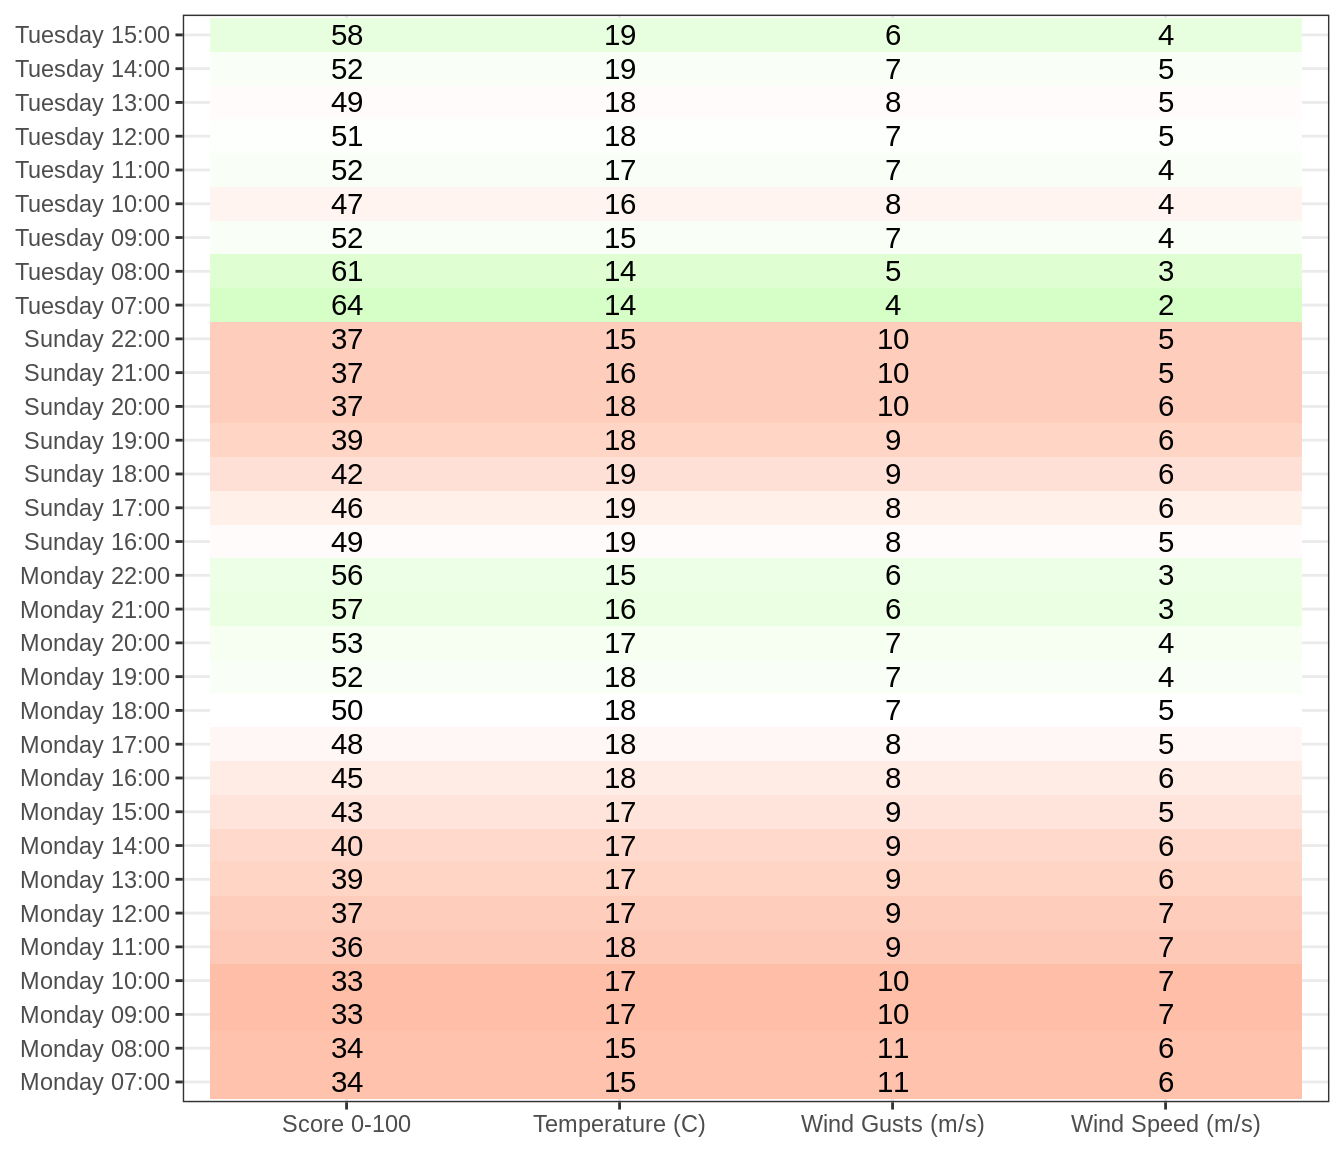 Tuesday 15:00 58 19 6 4
Tuesday 14:00 52 19 7 5
Tuesday 13:00 49 18 8 5
Tuesday 12:00 51 18 7 5
Tuesday 11:00 52 17 7 4
Tuesday 10:00 47 16 8 4
Tuesday 09:00 52 15 7 4
Tuesday 08:00 61 14 5 3
Tuesday 07:00 64 14 4 2
Sunday 22:00 37 15 10 5
Sunday 21:00 37 16 10 5
Sunday 20:00 37 18 10 6
Sunday 19:00 39 18 9 6
Sunday 18:00 42 19 9 6
Sunday 17:00 46 19 8 6
Sunday 16:00 49 19 8 5
Monday 22:00 56 15 6 3
Monday 21:00 57 16 6 3
Monday 20:00 53 17 7 4
Monday 19:00 52 18 7 4
Monday 18:00 50 18 7 5
Monday 17:00 48 18 8 5
Monday 16:00 45 18 8 6
Monday 15:00 43 17 9 5
Monday 14:00 40 17 9 6
Monday 13:00 39 17 9 6
Monday 12:00 37 17 9 7
Monday 11:00 36 18 9 7
Monday 10:00 33 17 10 7
Monday 09:00 33 17 10 7
Monday 08:00 34 15 11 6
Monday 07:00 34 15 11 6
Score 0-100 Temperature (C) Wind Gusts (m/s) Wind Speed (m/s)